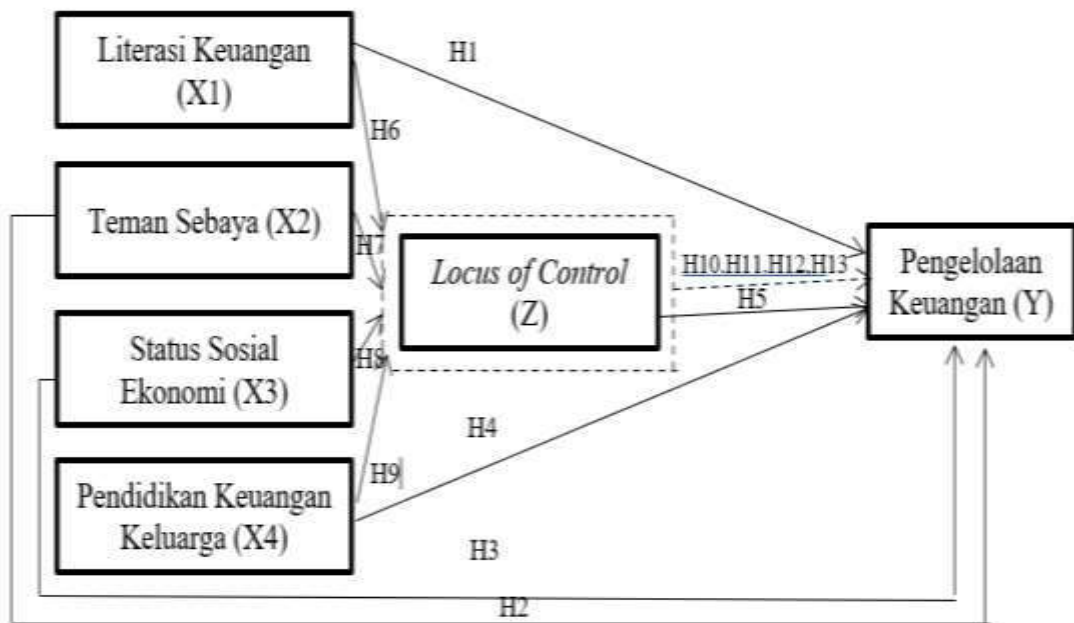 Literasi Keuangan
(X1)
H1
H6
Teman Sebaya (X2)
H7
Locus of Control
(Z)
H10.H11.H12.H13
H5
Pengelolaan
Keuangan (Y)
Status Sosial
Ekonomi (X3)
H8
H4
H9
Pendidikan Keuangan
Keluarga (X4)
H3
H2